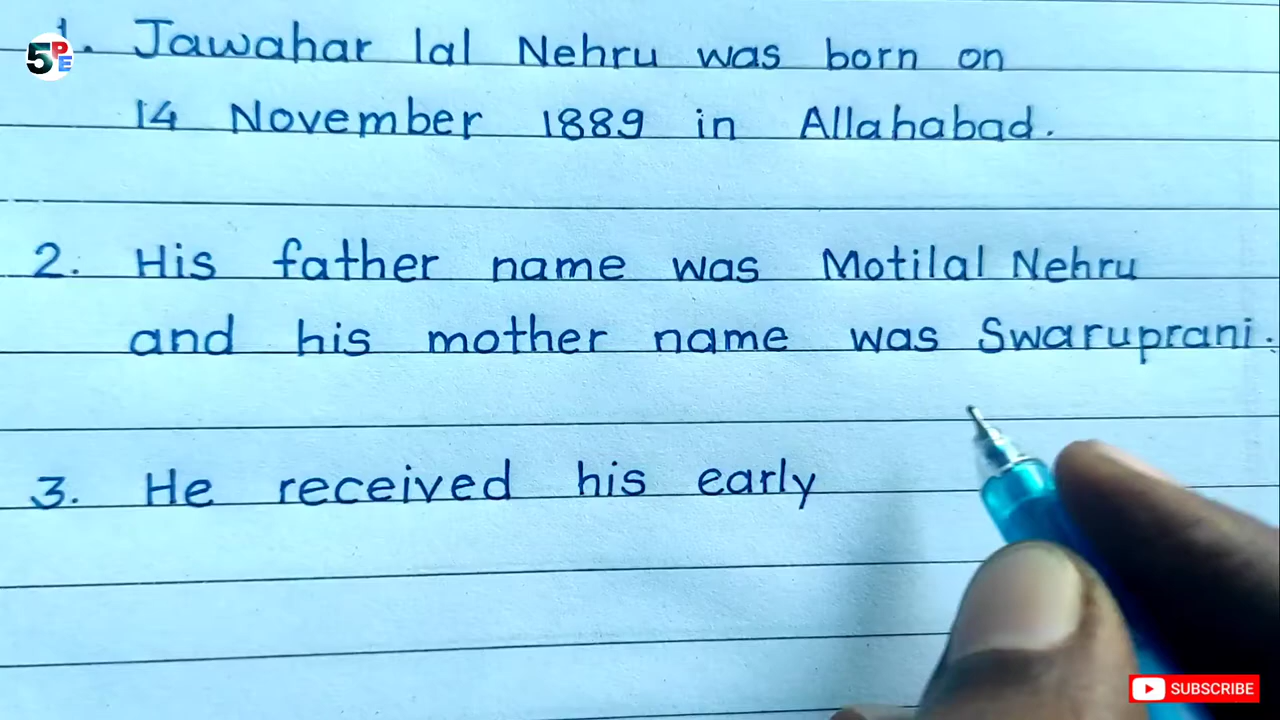 5PE
1. Jawahar lal Nehru was born on
14 November 1889 in Allahabad.
2. His father name was Motilal Nehru
and his mother name was Swaruprani.
3. He received his early
SUBSCRIBE